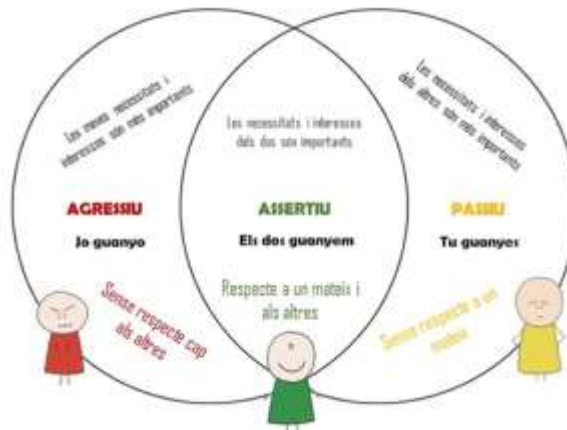 Les meves necessitats i
interessos són més importants
Les necessitats i interessos
dels dos són importants
Les necessitats i interessos
dels altres són més importants
AGRESSIU
ASSERTIU
PASSIU
Jo guanyo
Els dos guanyem
Tu guanyes
Sense respecte cap
als altres
Respecte a un mateix i
als altres
Sense respecte a un
mateix